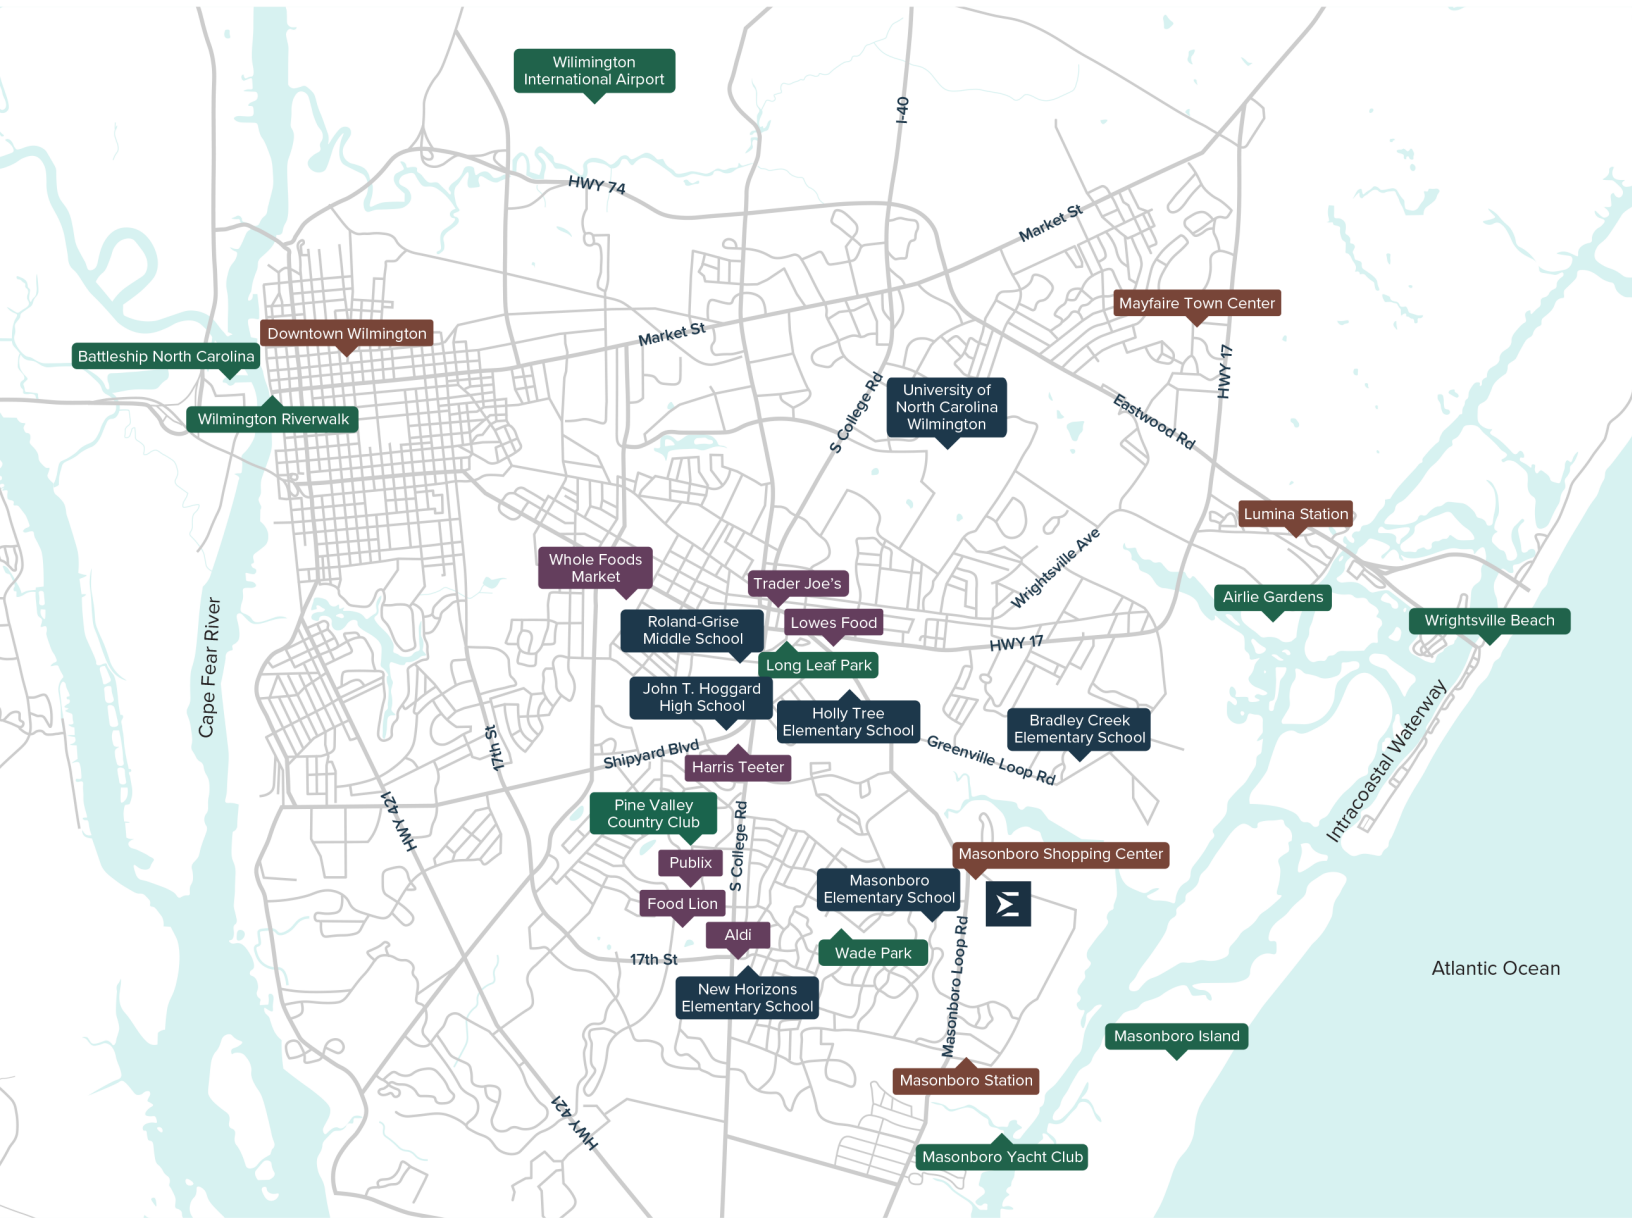 Wilimington
International Airport
I-40
HWY 74
Market St
Mayfaire Town Center
Downtown Wilmington
Market St
Battleship North Carolina
HWY 17
S College Rd
University of
North Carolina
Wilmington
Wilmington Riverwalk
Eastwood Rd
Lumina Station
Whole Foods
Market
Trader Joe's
Wrightsville Ave
Airlie Gardens
Wrightsville Beach
Roland-Grise
Middle School
Lowes Food
HWY 17
Long Leaf Park
Cape Fear River
John T. Hoggard
High School
Holly Tree
Elementary School
Bradley Creek
Elementary School
17th St
Shipyard Blvd
Harris Teeter
Greenville Loop Rd
Intracoastal Waterway
HWY 421
Pine Valley
Country Club
S College Rd
Publix
Masonboro Shopping Center
Masonboro
Elementary School
Food Lion
Aldi
17th St
Wade Park
Masonboro Loop Rd
Atlantic Ocean
New Horizons
Elementary School
Masonboro Island
Masonboro Station
HWY 421
Masonboro Yacht Club